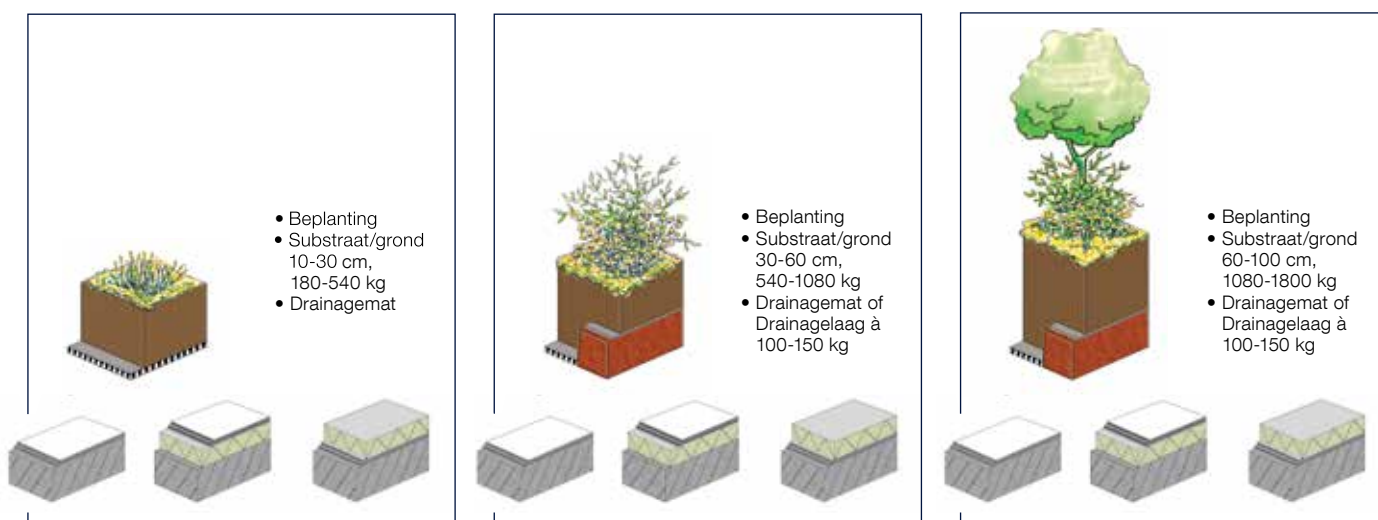 • Beplanting
• Substraat/grond
10-30 cm,
180-540 kg
• Drainagemat
• Beplanting
• Substraat/grond
30-60 cm,
540-1080 kg
• Drainagemat of
Drainagelaag à
100-150 kg
• Beplanting
• Substraat/grond
60-100 cm,
1080-1800 kg
• Drainagemat of
Drainagelaag à
100-150 kg